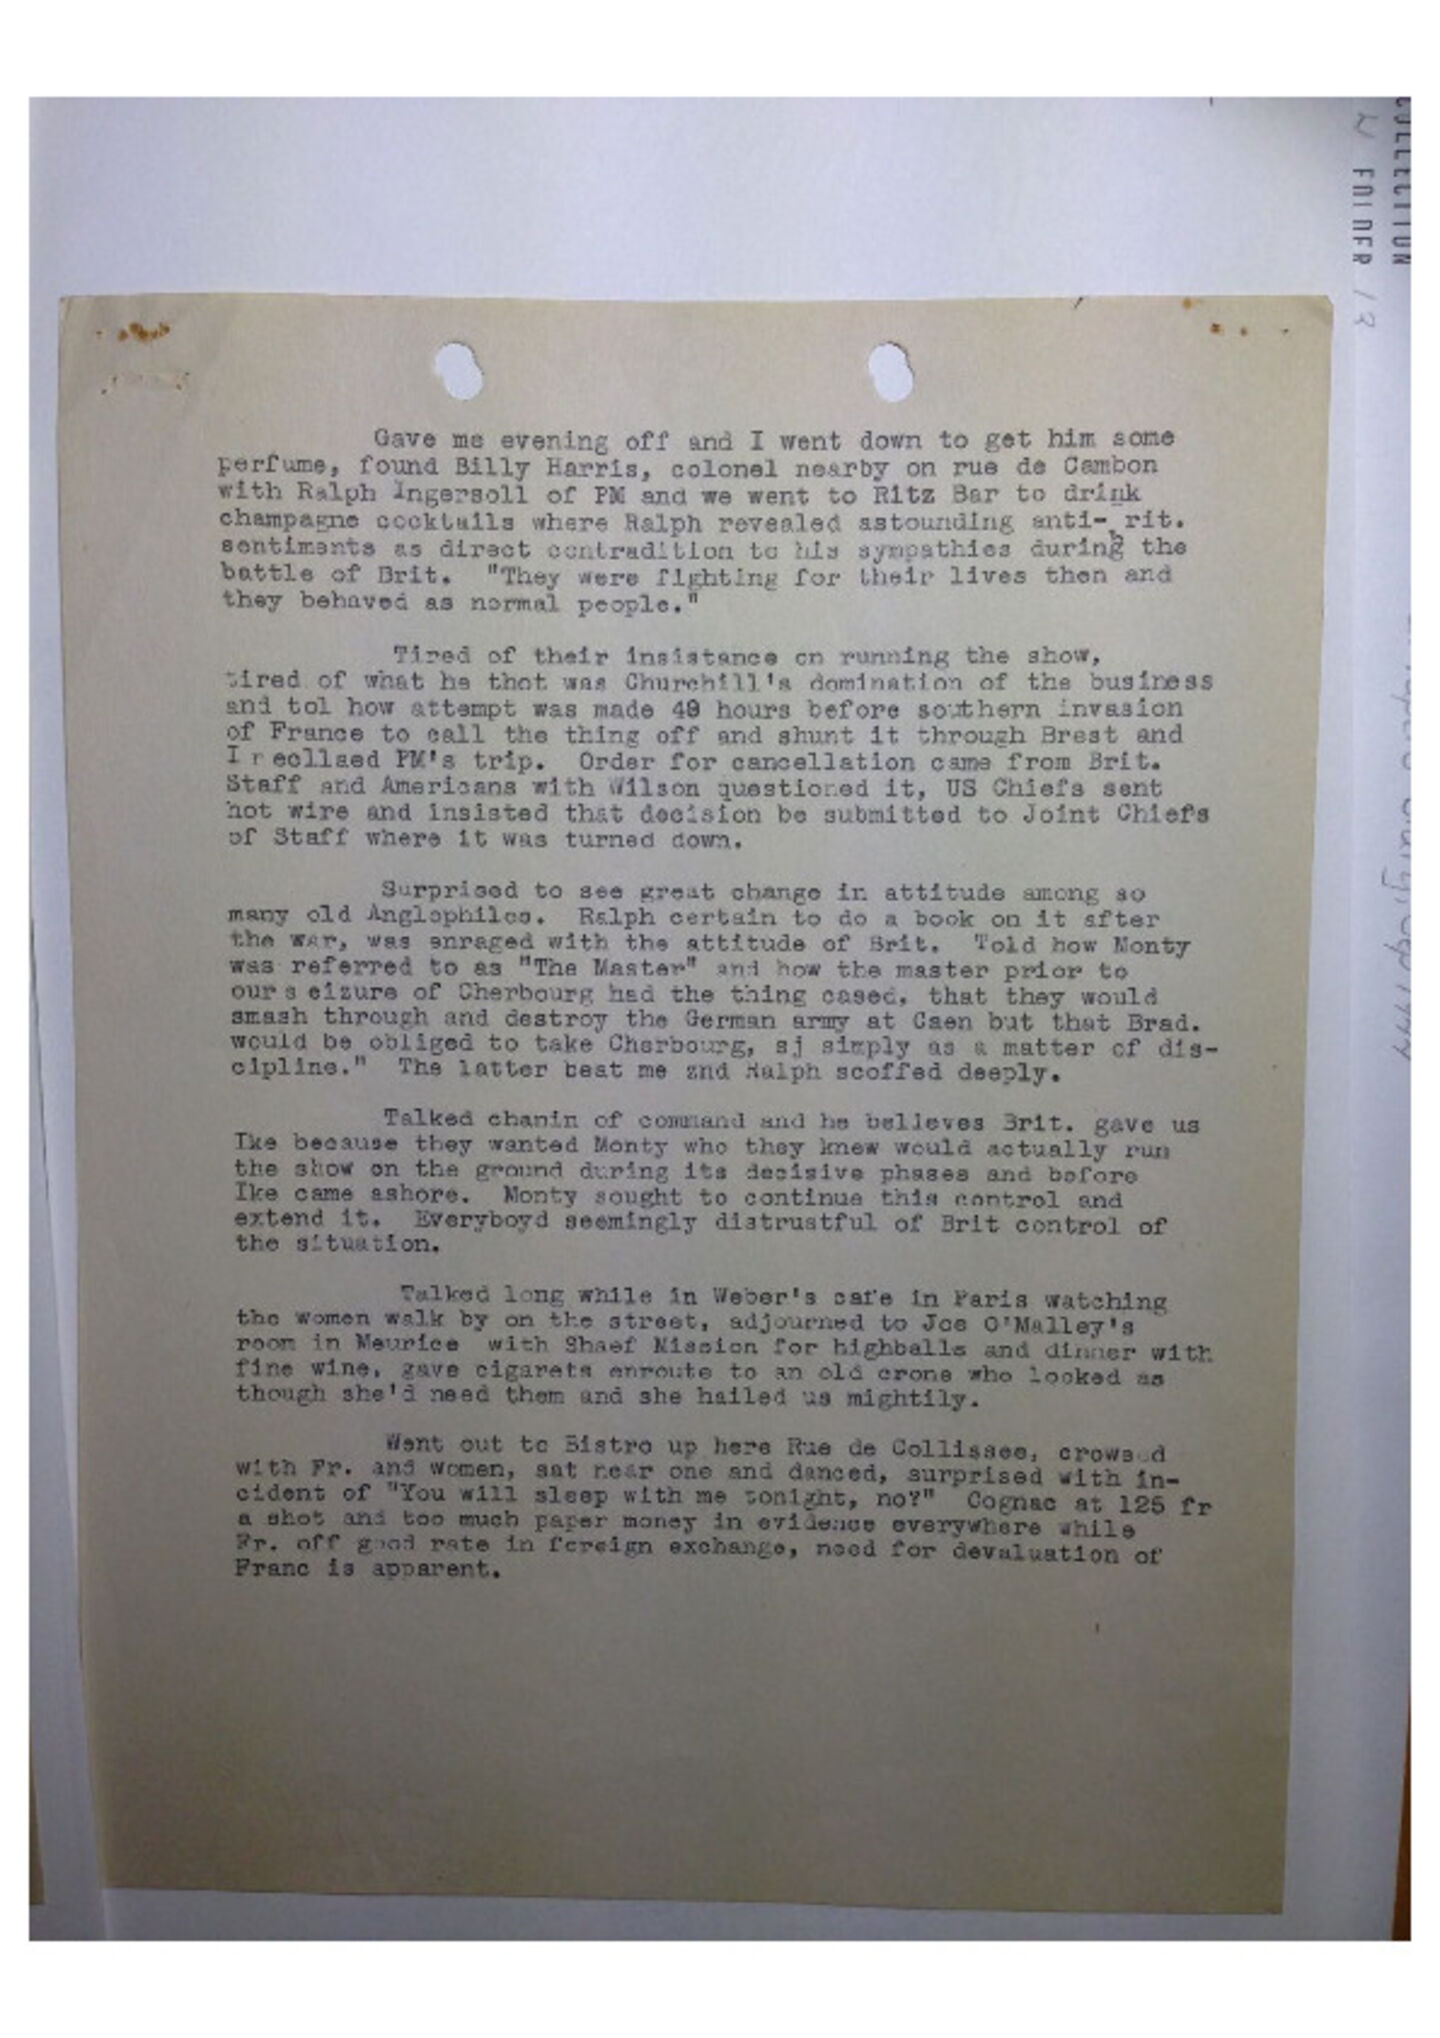 COLLECTION
FOLDER 13
Gave me evening off and I went down to get him some
perfume, found Billy Harris, colonel nearby on rue de Cambon
with Ralph Ingersoll of PM and we went to Ritz Bar to drink
champagne cocktails where Ralph revealed astounding anti-brit.
sentiments as direct contradition to his sympathies during the
battle of Brit.  "They were fighting for their lives then and
they behaved as normal people."
Tired of their insistance on running the show,
tired of what he thot was Churchill's domination of the business
and tol how attempt was made 48 hours before southern invasion
of France to call the thing off and shunt it through Brest and
I recllaed PM's trip.  Order for cancellation came from Brit.
Staff and Americans with Wilson questioned it, US Chiefs sent
hot wire and insisted that decision be submitted to Joint Chiefs
of Staff where it was turned down.
Surprised to see great change in attitude among so
many old Anglophiles.  Ralph certain to do a book on it after
the war, was enraged with the attitude of Brit.  Told how Monty
was referred to as "The Master" and how the master prior to
our s eizure of Cherbourg had the thing cased, that they would
smash through and destroy the German army at Caen but that Brad.
would be obliged to take Cherbourg, sj simply as a matter of dis-
cipline."  The latter beat me and Ralph scoffed deeply.
Talked chanin of command and he believes Brit. gave us
Ike because they wanted Monty who they knew would actually run
the show on the ground during its decisive phases and before
Ike came ashore.  Monty sought to continue this control and
extend it.  Everyboyd seemingly distrustful of Brit control of
the situation.
Talked long while in Weber's cafe in Paris watching
the women walk by on the street, adjourned to Joe O'Malley's
room in Meurice  with Shaef Mission for highballs and dinner with
fine wine, gave cigarets enroute to an old crone who looked as
though she'd need them and she hailed us mightily.
Went out to Bistro up here Rue de Collissee, crowsed
with Fr. and women, sat near one and danced, surprised with in-
cident of "You will sleep with me tonight, no?"  Cognac at 125 fr
a shot and too much paper money in evidence everywhere while
Fr. off good rate in foreign exchange, need for devaluation of
Franc is apparent.